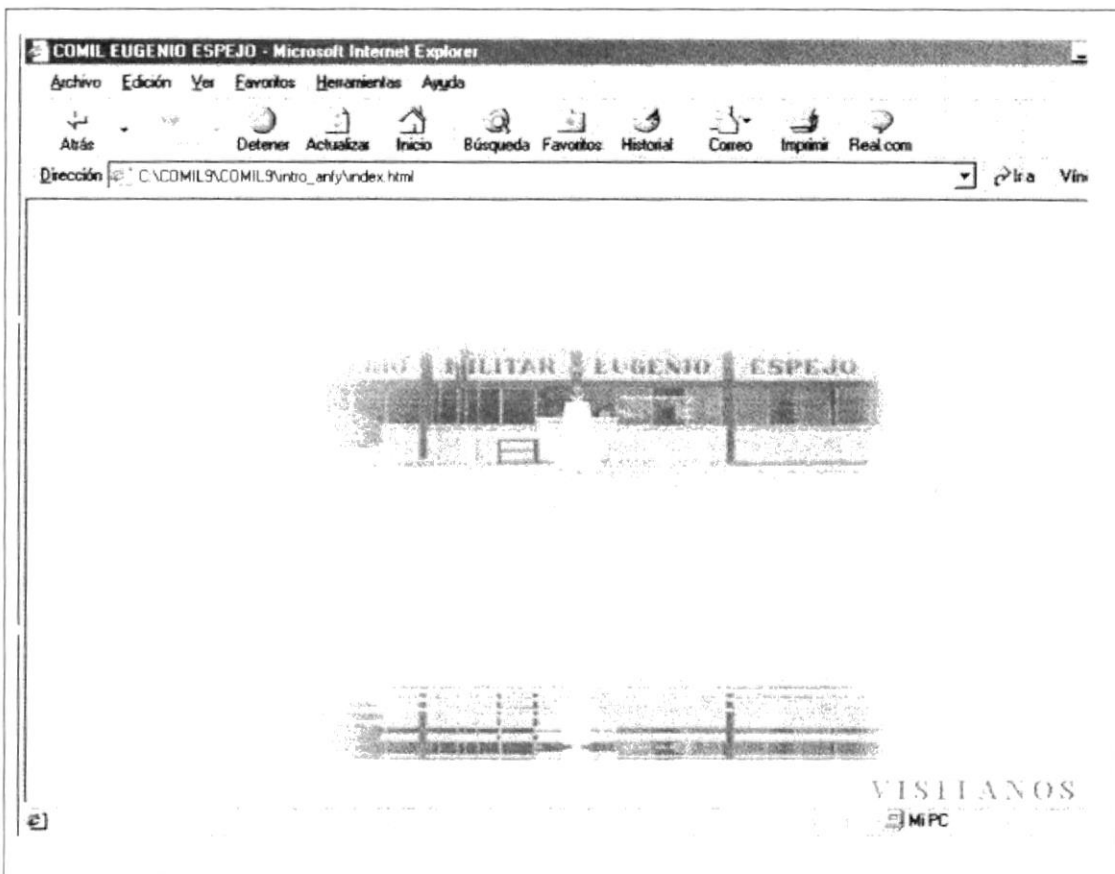 COMIL EUGENIO ESPEJO - Microsoft Internet Explorer
Archivo Edición Ver Favoritos Herramientas Ayuda
Atrás Detener Actualizar Inicio Búsqueda Favoritos Historial Correo Imprimir Real.com
Dirección C:\COMIL9\COMIL9\intro_anfy\index.html Ir a Vín
MILITAR EUGENIO ESPEJO
VISITANOS
Mi PC